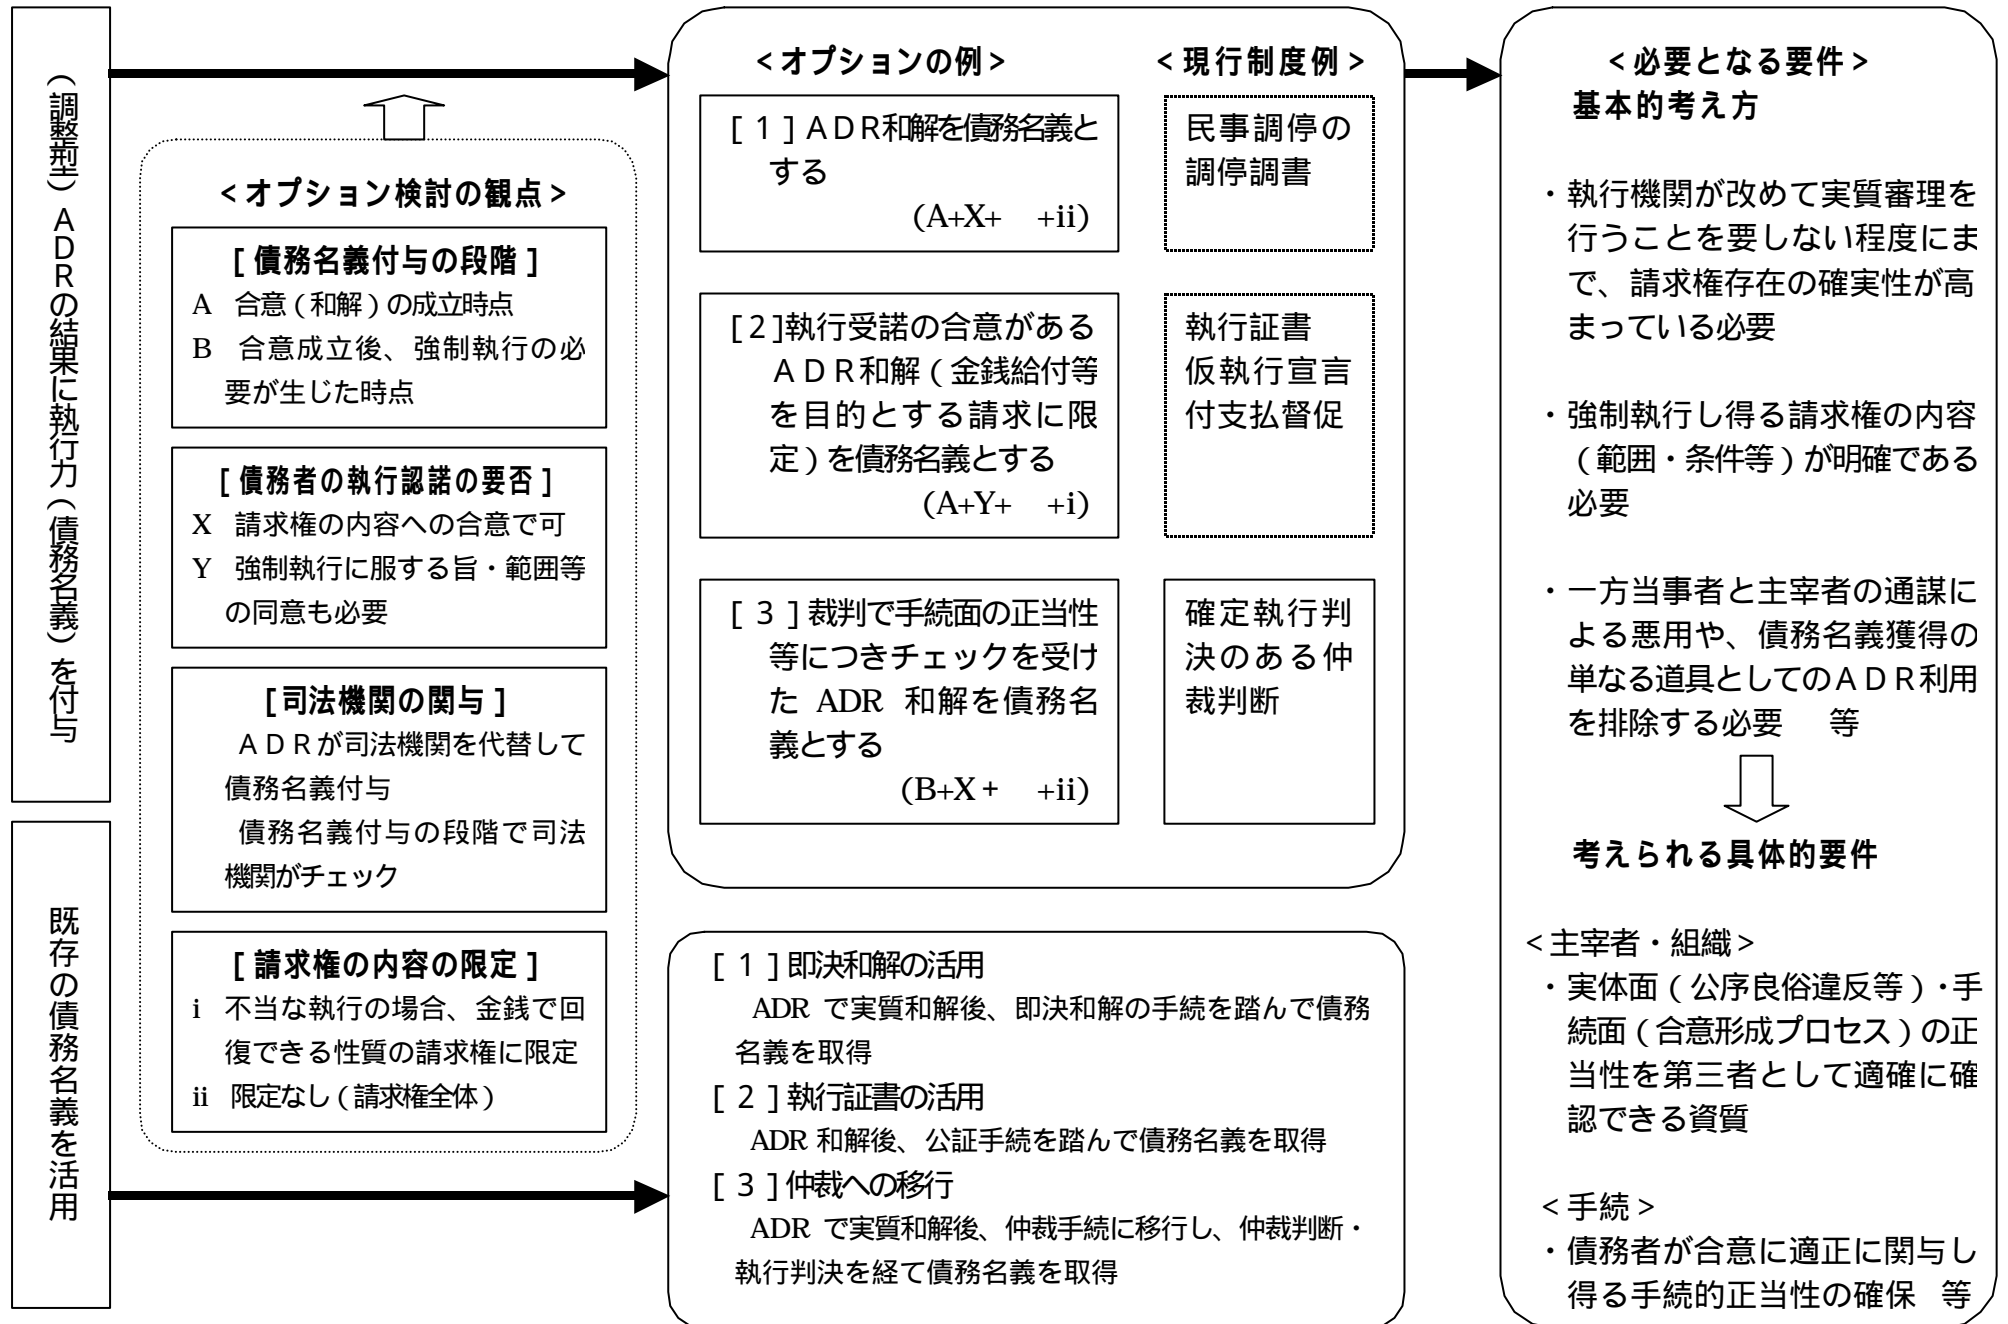 （調整型）ＡＤＲの結果に執行力（債務名義）を付与
既存の債務名義を活用
＜オプション検討の観点＞
［債務名義付与の段階］
A　合意（和解）の成立時点
B　合意成立後、強制執行の必
要が生じた時点
［債務者の執行認諾の要否］
X　請求権の内容への合意で可
Y　強制執行に服する旨・範囲等
の同意も必要
［司法機関の関与］
ＡＤＲが司法機関を代替して
債務名義付与
債務名義付与の段階で司法
機関がチェック
［請求権の内容の限定］
i　不当な執行の場合、金銭で回
復できる性質の請求権に限定
ii　限定なし（請求権全体）
＜オプションの例＞
［１］ＡＤＲ和解を債務名義と
する
(A+X+　+ii)
［２］執行受諾の合意がある
ＡＤＲ和解（金銭給付等
を目的とする請求に限
定）を債務名義とする
(A+Y+　+i)
［３］裁判で手続面の正当性
等につきチェックを受け
た ADR 和解を債務名
義とする
(B+X+　+ii)
＜現行制度例＞
民事調停の
調停調書
執行証書
仮執行宣言
付支払督促
確定執行判
決のある仲
裁判断
［１］即決和解の活用
ADR で実質和解後、即決和解の手続を踏んで債務
名義を取得
［２］執行証書の活用
ADR 和解後、公証手続を踏んで債務名義を取得
［３］仲裁への移行
ADR で実質和解後、仲裁手続に移行し、仲裁判断・
執行判決を経て債務名義を取得
＜必要となる要件＞
基本的考え方
・執行機関が改めて実質審理を
行うことを要しない程度にま
で、請求権存在の確実性が高
まっている必要
・強制執行し得る請求権の内容
（範囲・条件等）が明確である
必要
・一方当事者と主宰者の通謀に
よる悪用や、債務名義獲得の
単なる道具としてのＡＤＲ利用
を排除する必要　等
考えられる具体的要件
＜主宰者・組織＞
・実体面（公序良俗違反等）・手
続面（合意形成プロセス）の正
当性を第三者として適確に確
認できる資質
＜手続＞
・債務者が合意に適正に関与し
得る手続的正当性の確保　等